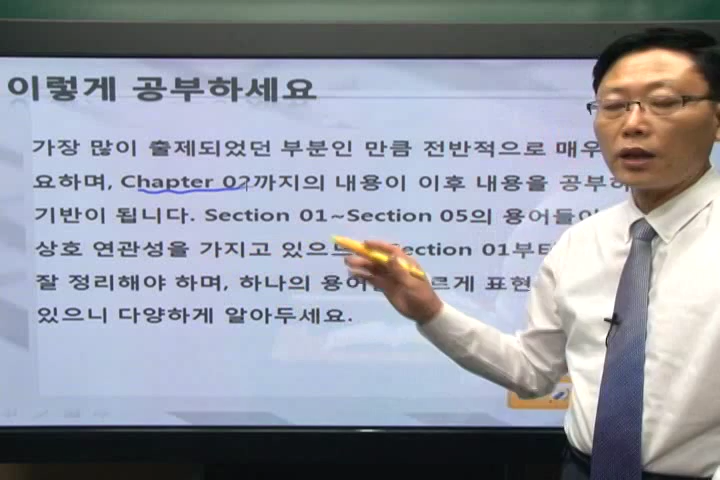 이렇게 공부하세요
가장 많이 출제되었던 부분인 만큼 전반적으로 매우
요하며, Chapter 02까지의 내용이 이후 내용을 공부하
기반이 됩니다. Section 01~Section 05의 용어들이
상호 연관성을 가지고 있으므 Section 01부터
잘 정리해야 하며, 하나의 용어 르게 표현
있으니 다양하게 알아두세요.